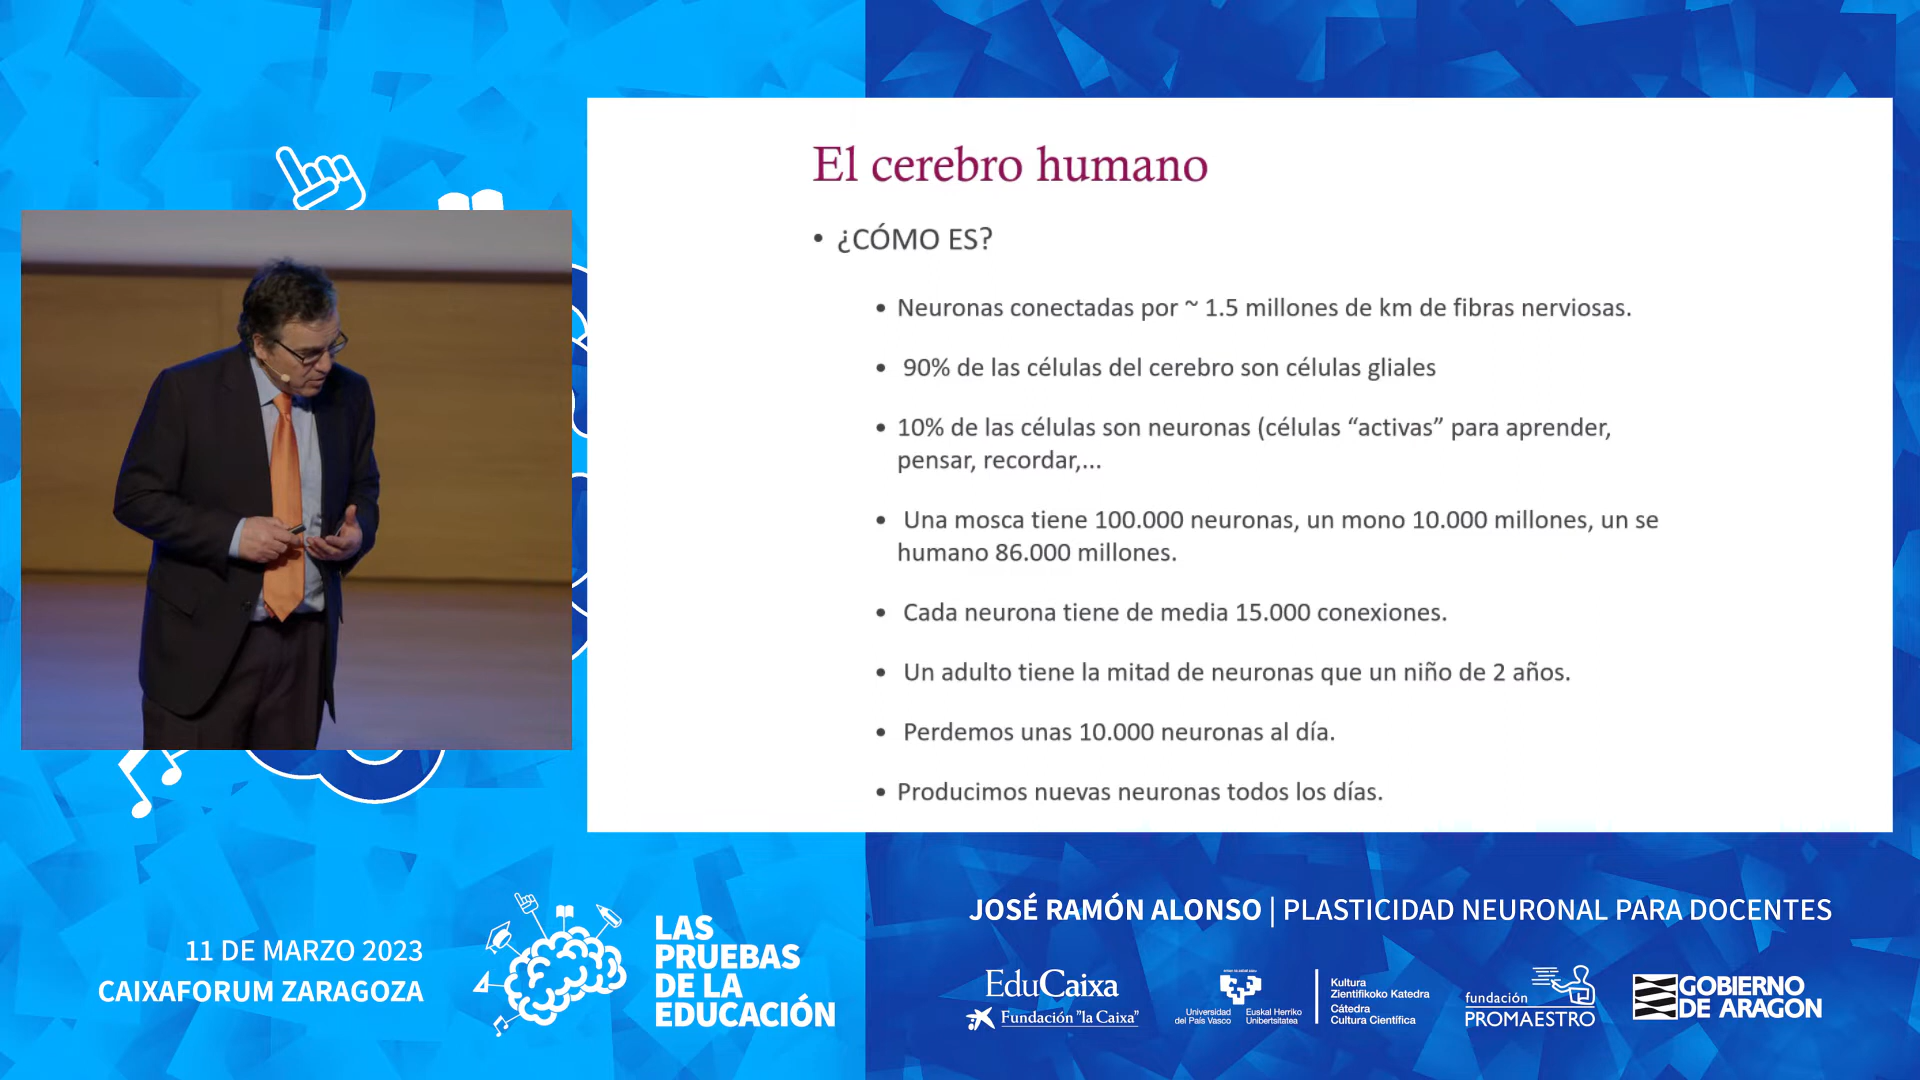 El cerebro humano
• ¿CÓMO ES?
• Neuronas conectadas por ~ 1.5 millones de km de fibras nerviosas.
• 90% de las células del cerebro son células gliales
• 10% de las células son neuronas (células “activas” para aprender,
pensar, recordar,...
• Una mosca tiene 100.000 neuronas, un mono 10.000 millones, un se
humano 86.000 millones.
• Cada neurona tiene de media 15.000 conexiones.
• Un adulto tiene la mitad de neuronas que un niño de 2 años.
• Perdemos unas 10.000 neuronas al día.
• Producimos nuevas neuronas todos los días.
11 DE MARZO 2023
CAIXAFORUM ZARAGOZA
LAS
PRUEBAS
DE LA
EDUCACIÓN
JOSÉ RAMÓN ALONSO | PLASTICIDAD NEURONAL PARA DOCENTES
EduCaixa
Fundación "la Caixa"
Universidad
del País Vasco
Euskal Herriko
Unibertsitatea
Kultura
Zientifikoko Katedra
Cátedra
Cultura Científica
fundación
PROMAESTRO
GOBIERNO
DE ARAGON